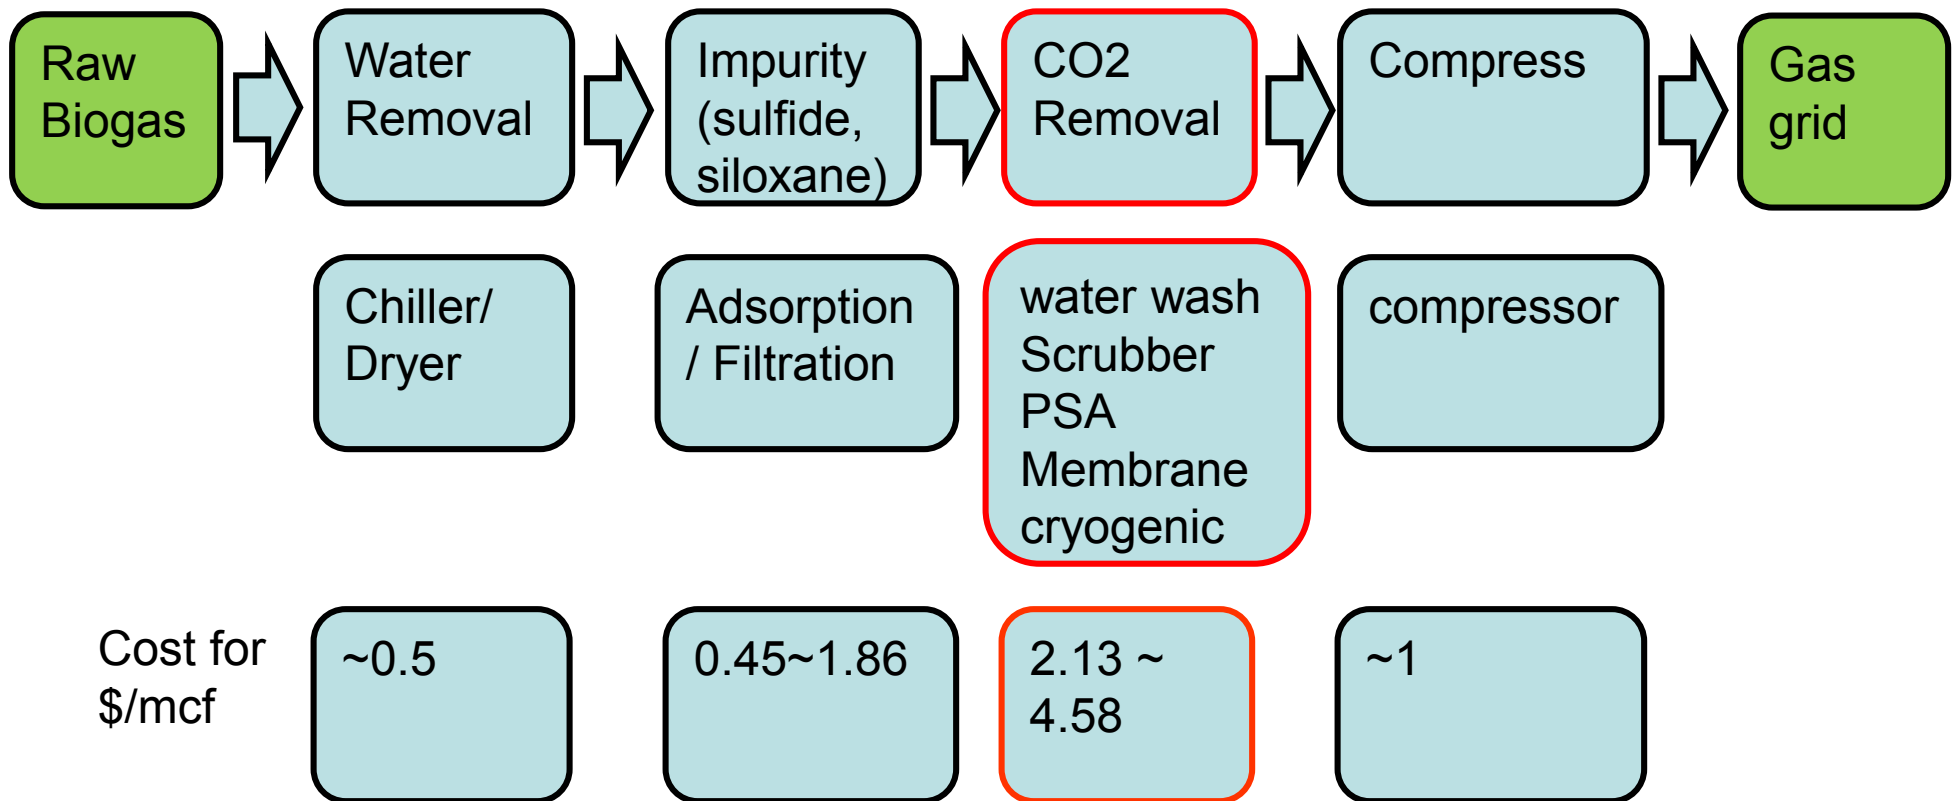 Raw
Biogas
Water
Removal
Impurity
(sulfide,
siloxane)
CO2
Removal
Compress
Gas
grid
Chiller/
Dryer
Adsorption
/ Filtration
water wash
Scrubber
PSA
Membrane
cryogenic
compressor
Cost for
$/mcf
~0.5
0.45~1.86
2.13 ~
4.58
~1